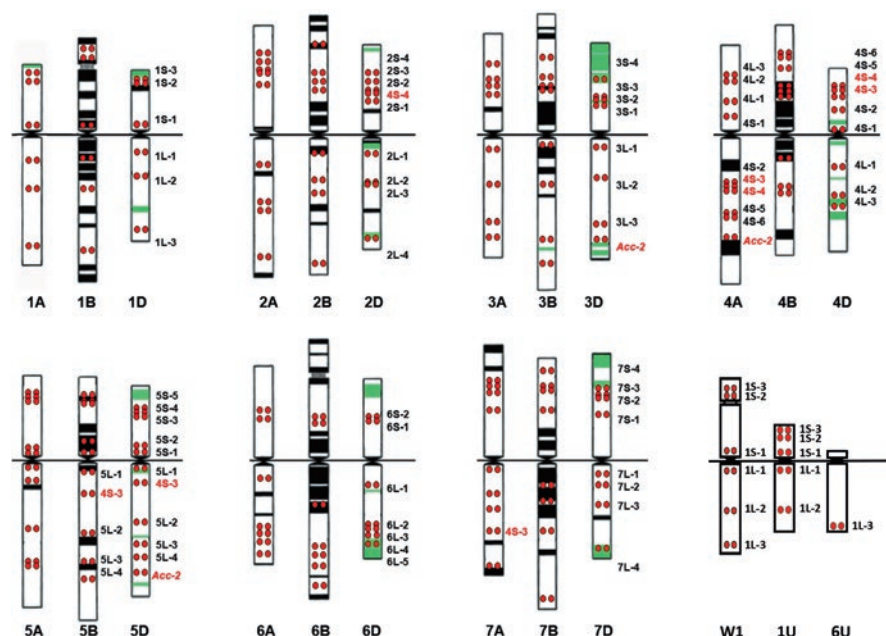 1S-3
1S-2
1S-1
1L-1
1L-2
1L-3
1A 1B 1D
2S-4
2S-3
2S-2
4S-4
2S-1
2L-1
2L-2
2L-3
2L-4
2A 2B 2D
3S-4
3S-3
3S-2
3S-1
3L-1
3L-2
3L-3
Acc-2
3A 3B 3D
4L-3
4L-2
4L-1
4S-1
4S-2
4S-3
4S-4
4S-5
4S-6
Acc-2
4S-6
4S-5
4S-4
4S-3
4S-2
4S-1
4L-1
4L-2
4L-3
4A 4B 4D
5S-5
5S-4
5S-3
5S-2
5S-1
5L-1 5L-1
4S-3 4S-3
5L-2 5L-2
5L-3 5L-3
5L-4 5L-4
Acc-2
5A 5B 5D
6S-2
6S-1
6L-1
6L-2
6L-3
6L-4
6L-5
6A 6B 6D
7S-4
7S-3
7S-2
7S-1
7L-1
7L-2
7L-3
4S-3
7L-4
7A 7B 7D
1S-3
1S-2
1S-3
1S-2
1S-1 1S-1
1L-1 1L-1
1L-2 1L-2
1L-3 1L-3
W1 1U 6U